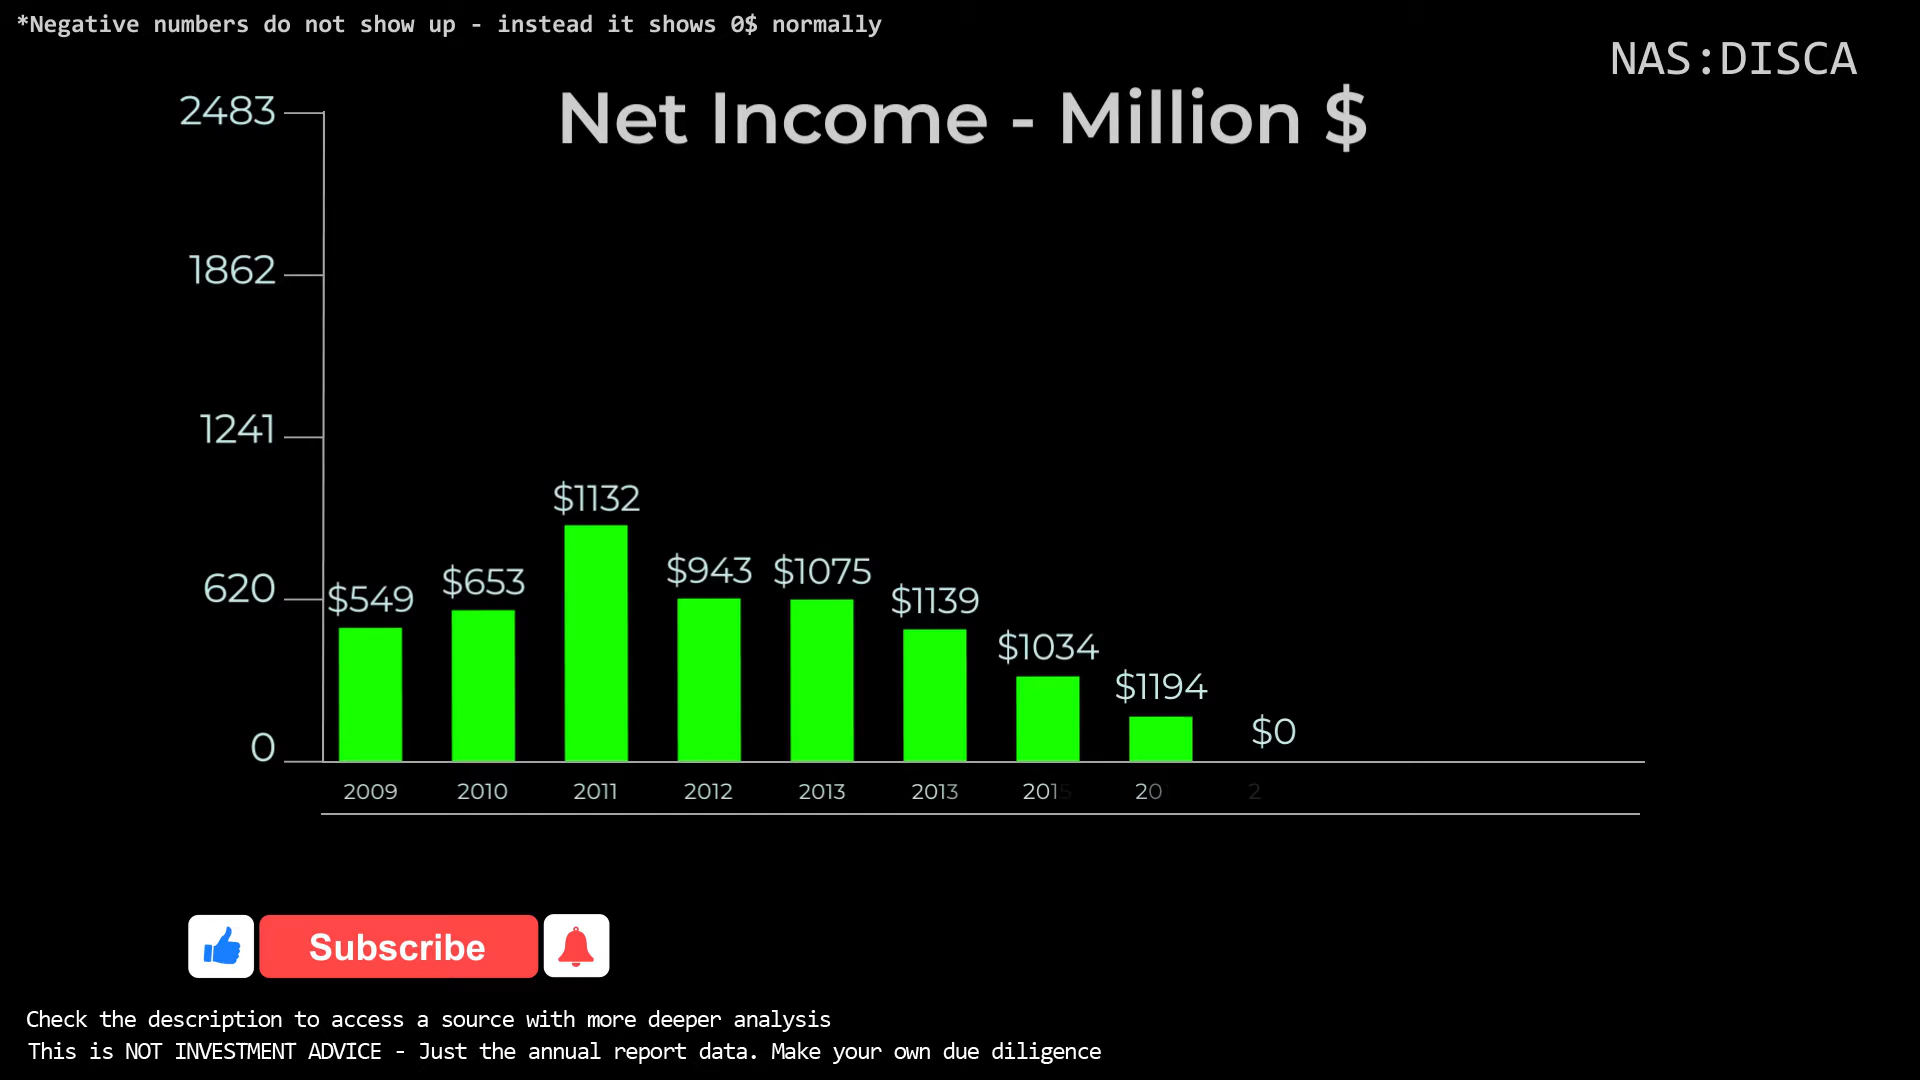 *Negative numbers do not show up - instead it shows 0$ normally
NAS:DISCA
Net Income - Million $
2483
1862
1241
620
0
$549 $653 $1132 $943 $1075 $1139 $1034 $1194 $0
2009 2010 2011 2012 2013 2013 2015 20 2
Subscribe
Check the description to access a source with more deeper analysis
This is NOT INVESTMENT ADVICE - Just the annual report data. Make your own due diligence